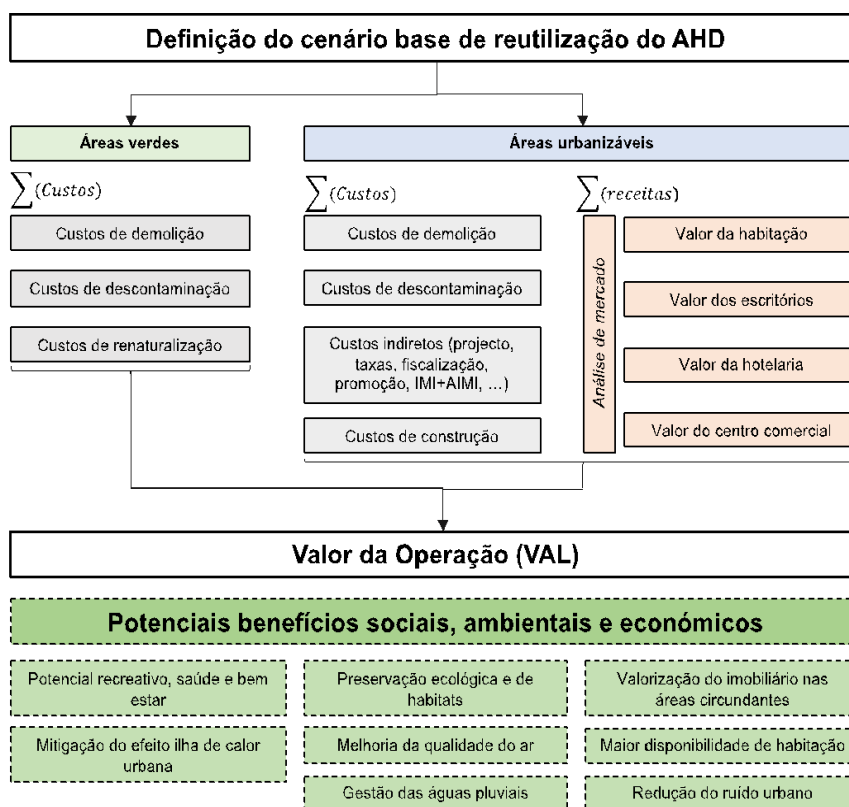 Definição do cenário base de reutilização do AHD
Áreas verdes
Áreas urbanizáveis
∑(Custos)
∑(Custos)
∑(receitas)
Custos de demolição
Custos de descontaminação
Custos de renaturalização
Custos de demolição
Custos de descontaminação
Custos indiretos (projecto,
taxas, fiscalização,
promoção, IMI+AIMI, …)
Custos de construção
Análise de mercado
Valor da habitação
Valor dos escritórios
Valor da hotelaria
Valor do centro comercial
Valor da Operação (VAL)
Potenciais benefícios sociais, ambientais e económicos
Potencial recreativo, saúde e bem
estar
Preservação ecológica e de
habitats
Valorização do imobiliário nas
áreas circundantes
Mitigação do efeito ilha de calor
urbana
Melhoria da qualidade do ar
Maior disponibilidade de habitação
Gestão das águas pluviais
Redução do ruído urbano